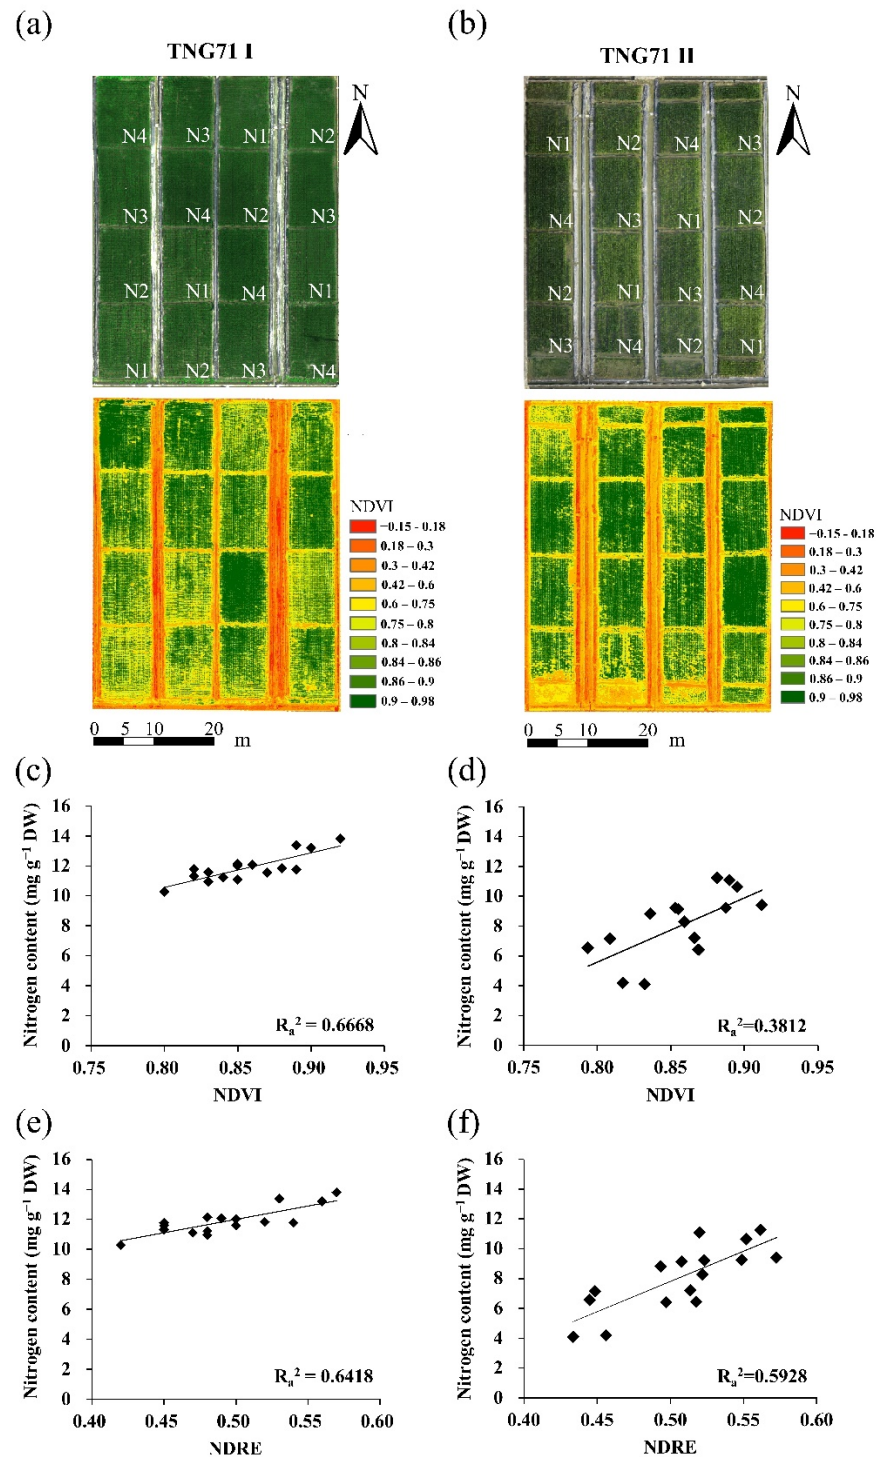 (a)
TNG71 I
N
N4 N3 N1 N2
N3 N4 N2 N3
N2 N1 N4 N1
N1 N2 N3 N4
NDVI
−0.15 - 0.18
0.18 – 0.3
0.3 – 0.42
0.42 – 0.6
0.6 – 0.75
0.75 – 0.8
0.8 – 0.84
0.84 – 0.86
0.86 – 0.9
0.9 – 0.98
0 5 10 20 m
(b)
TNG71 II
N
N1 N2 N4 N3
N4 N3 N1 N2
N2 N1 N3 N4
N3 N4 N2 N1
NDVI
−0.15 - 0.18
0.18 – 0.3
0.3 – 0.42
0.42 – 0.6
0.6 – 0.75
0.75 – 0.8
0.8 – 0.84
0.84 – 0.86
0.86 – 0.9
0.9 – 0.98
0 5 10 20 m
(c)
Nitrogen content (mg g⁻¹ DW)
16
14
12
10
8
6
4
2
0
Rₐ² = 0.6668
0.75 0.80 0.85 0.90 0.95
NDVI
(d)
Nitrogen content (mg g⁻¹ DW)
16
14
12
10
8
6
4
2
0
Rₐ²=0.3812
0.75 0.80 0.85 0.90 0.95
NDVI
(e)
Nitrogen content (mg g⁻¹ DW)
16
14
12
10
8
6
4
2
0
Rₐ² = 0.6418
0.40 0.45 0.50 0.55 0.60
NDRE
(f)
Nitrogen content (mg g⁻¹ DW)
16
14
12
10
8
6
4
2
0
Rₐ²=0.5928
0.40 0.45 0.50 0.55 0.60
NDRE